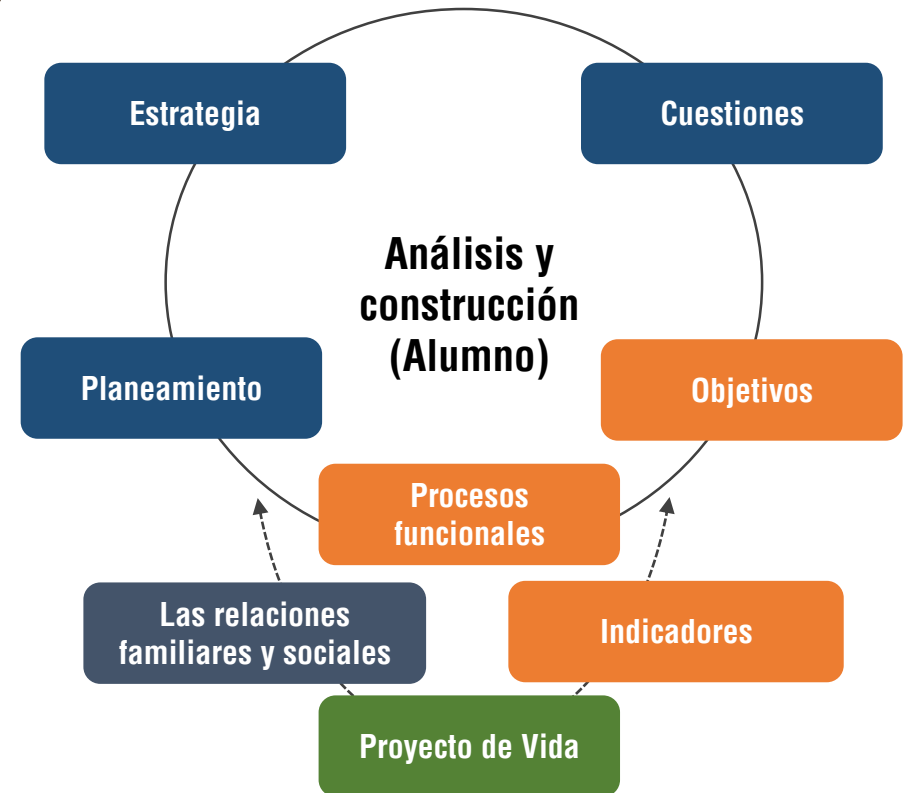 Estrategia
Cuestiones
Análisis y
construcción
(Alumno)
Planeamiento
Objetivos
Procesos
funcionales
Las relaciones
familiares y sociales
Indicadores
Proyecto de Vida